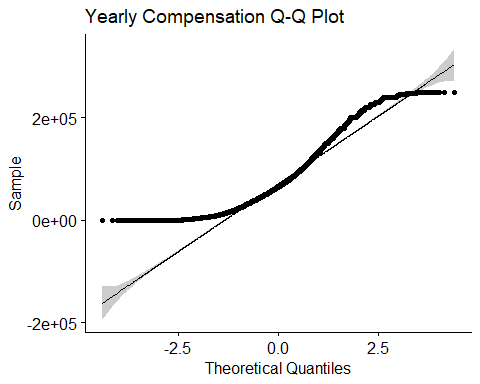 Yearly Compensation Q-Q Plot
2e+05
0e+00
-2e+05
Sample
-2.5 0.0 2.5
Theoretical Quantiles